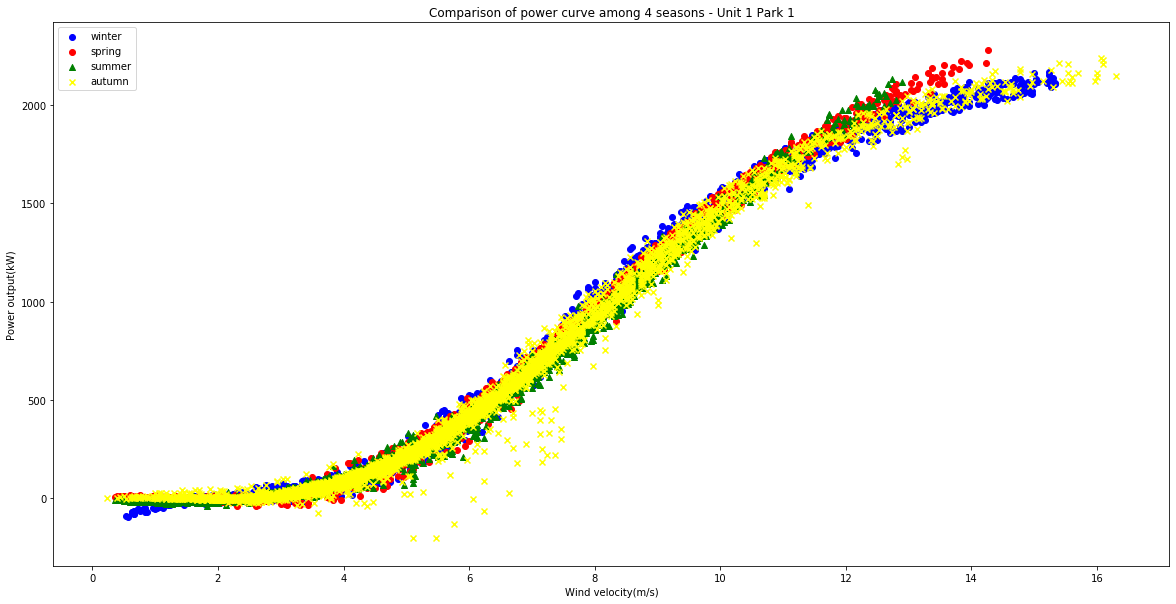 Comparison of power curve among 4 seasons - Unit 1 Park 1
winter
spring
summer
autumn
2000
1500
1000
500
0
Power output(kW)
0 2 4 6 8 10 12 14 16
Wind velocity(m/s)